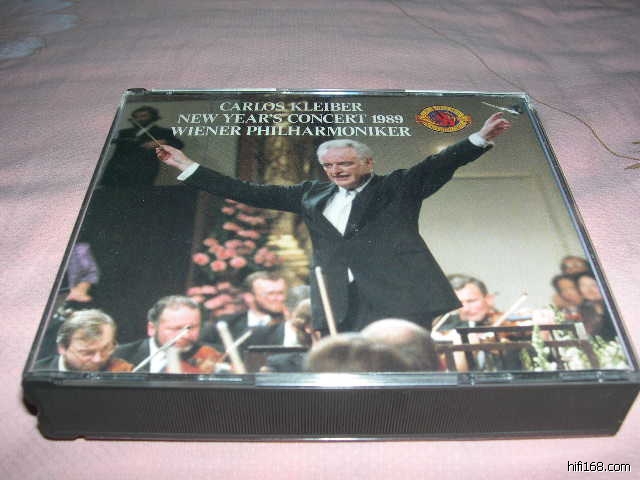 CARLOS KLEIBER
NEW YEAR'S CONCERT 1989
WIENER PHILHARMONIKER
hifi168.com